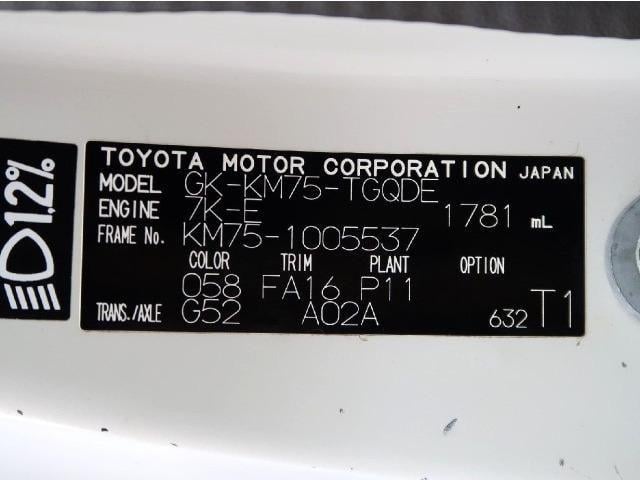 1.2%
TOYOTA MOTOR CORPORATION JAPAN
MODEL GK-KM75-TGQDE
ENGINE 7K-E 1781 mL
FRAME No. KM75-1005537
COLOR TRIM PLANT OPTION
058 FA16 P11
TRANS./AXLE G52 A02A 632 T1